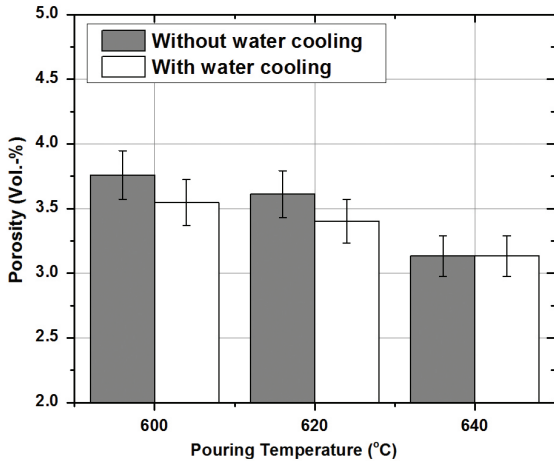 5.0
Without water cooling
With water cooling
4.5
4.0
3.5
3.0
2.5
2.0
Porosity (Vol.-%)
600
620
640
Pouring Temperature (°C)